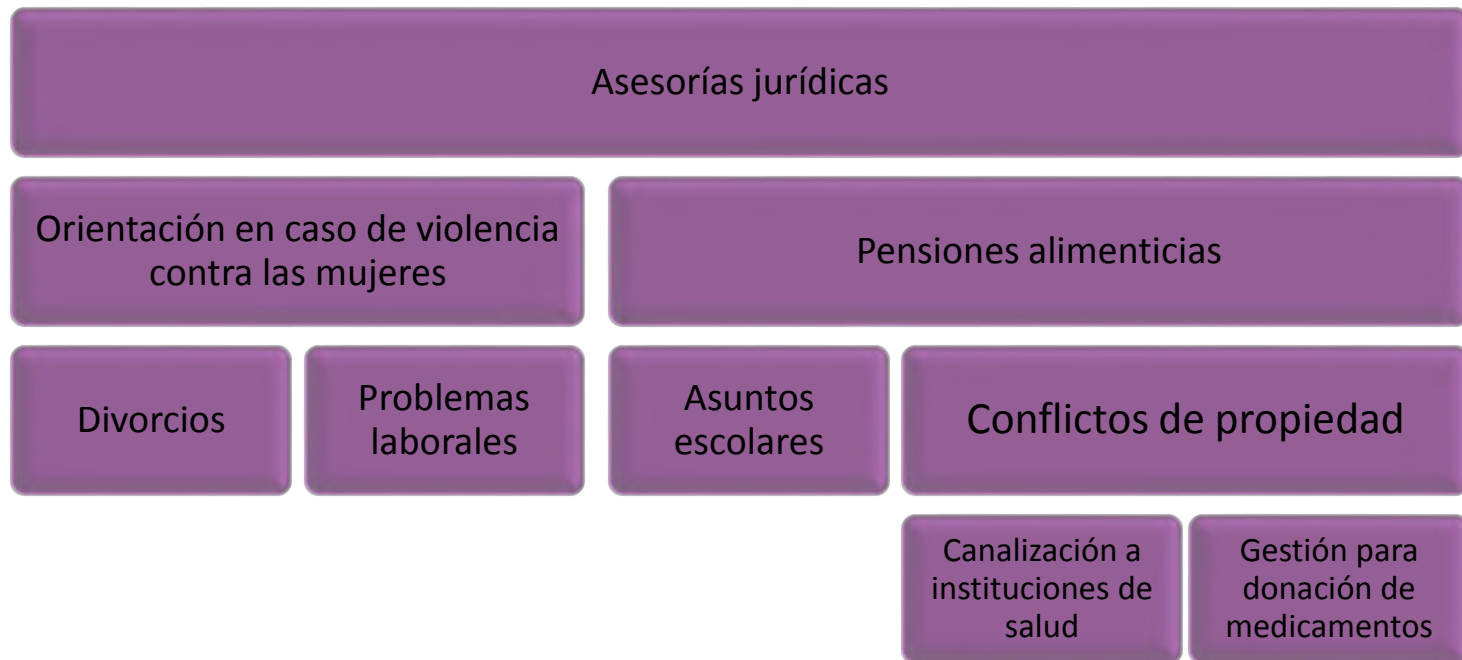 Asesorías jurídicas
Orientación en caso de violencia
contra las mujeres
Pensiones alimenticias
Divorcios
Problemas
laborales
Asuntos
escolares
Conflictos de propiedad
Canalización a
instituciones de
salud
Gestión para
donación de
medicamentos